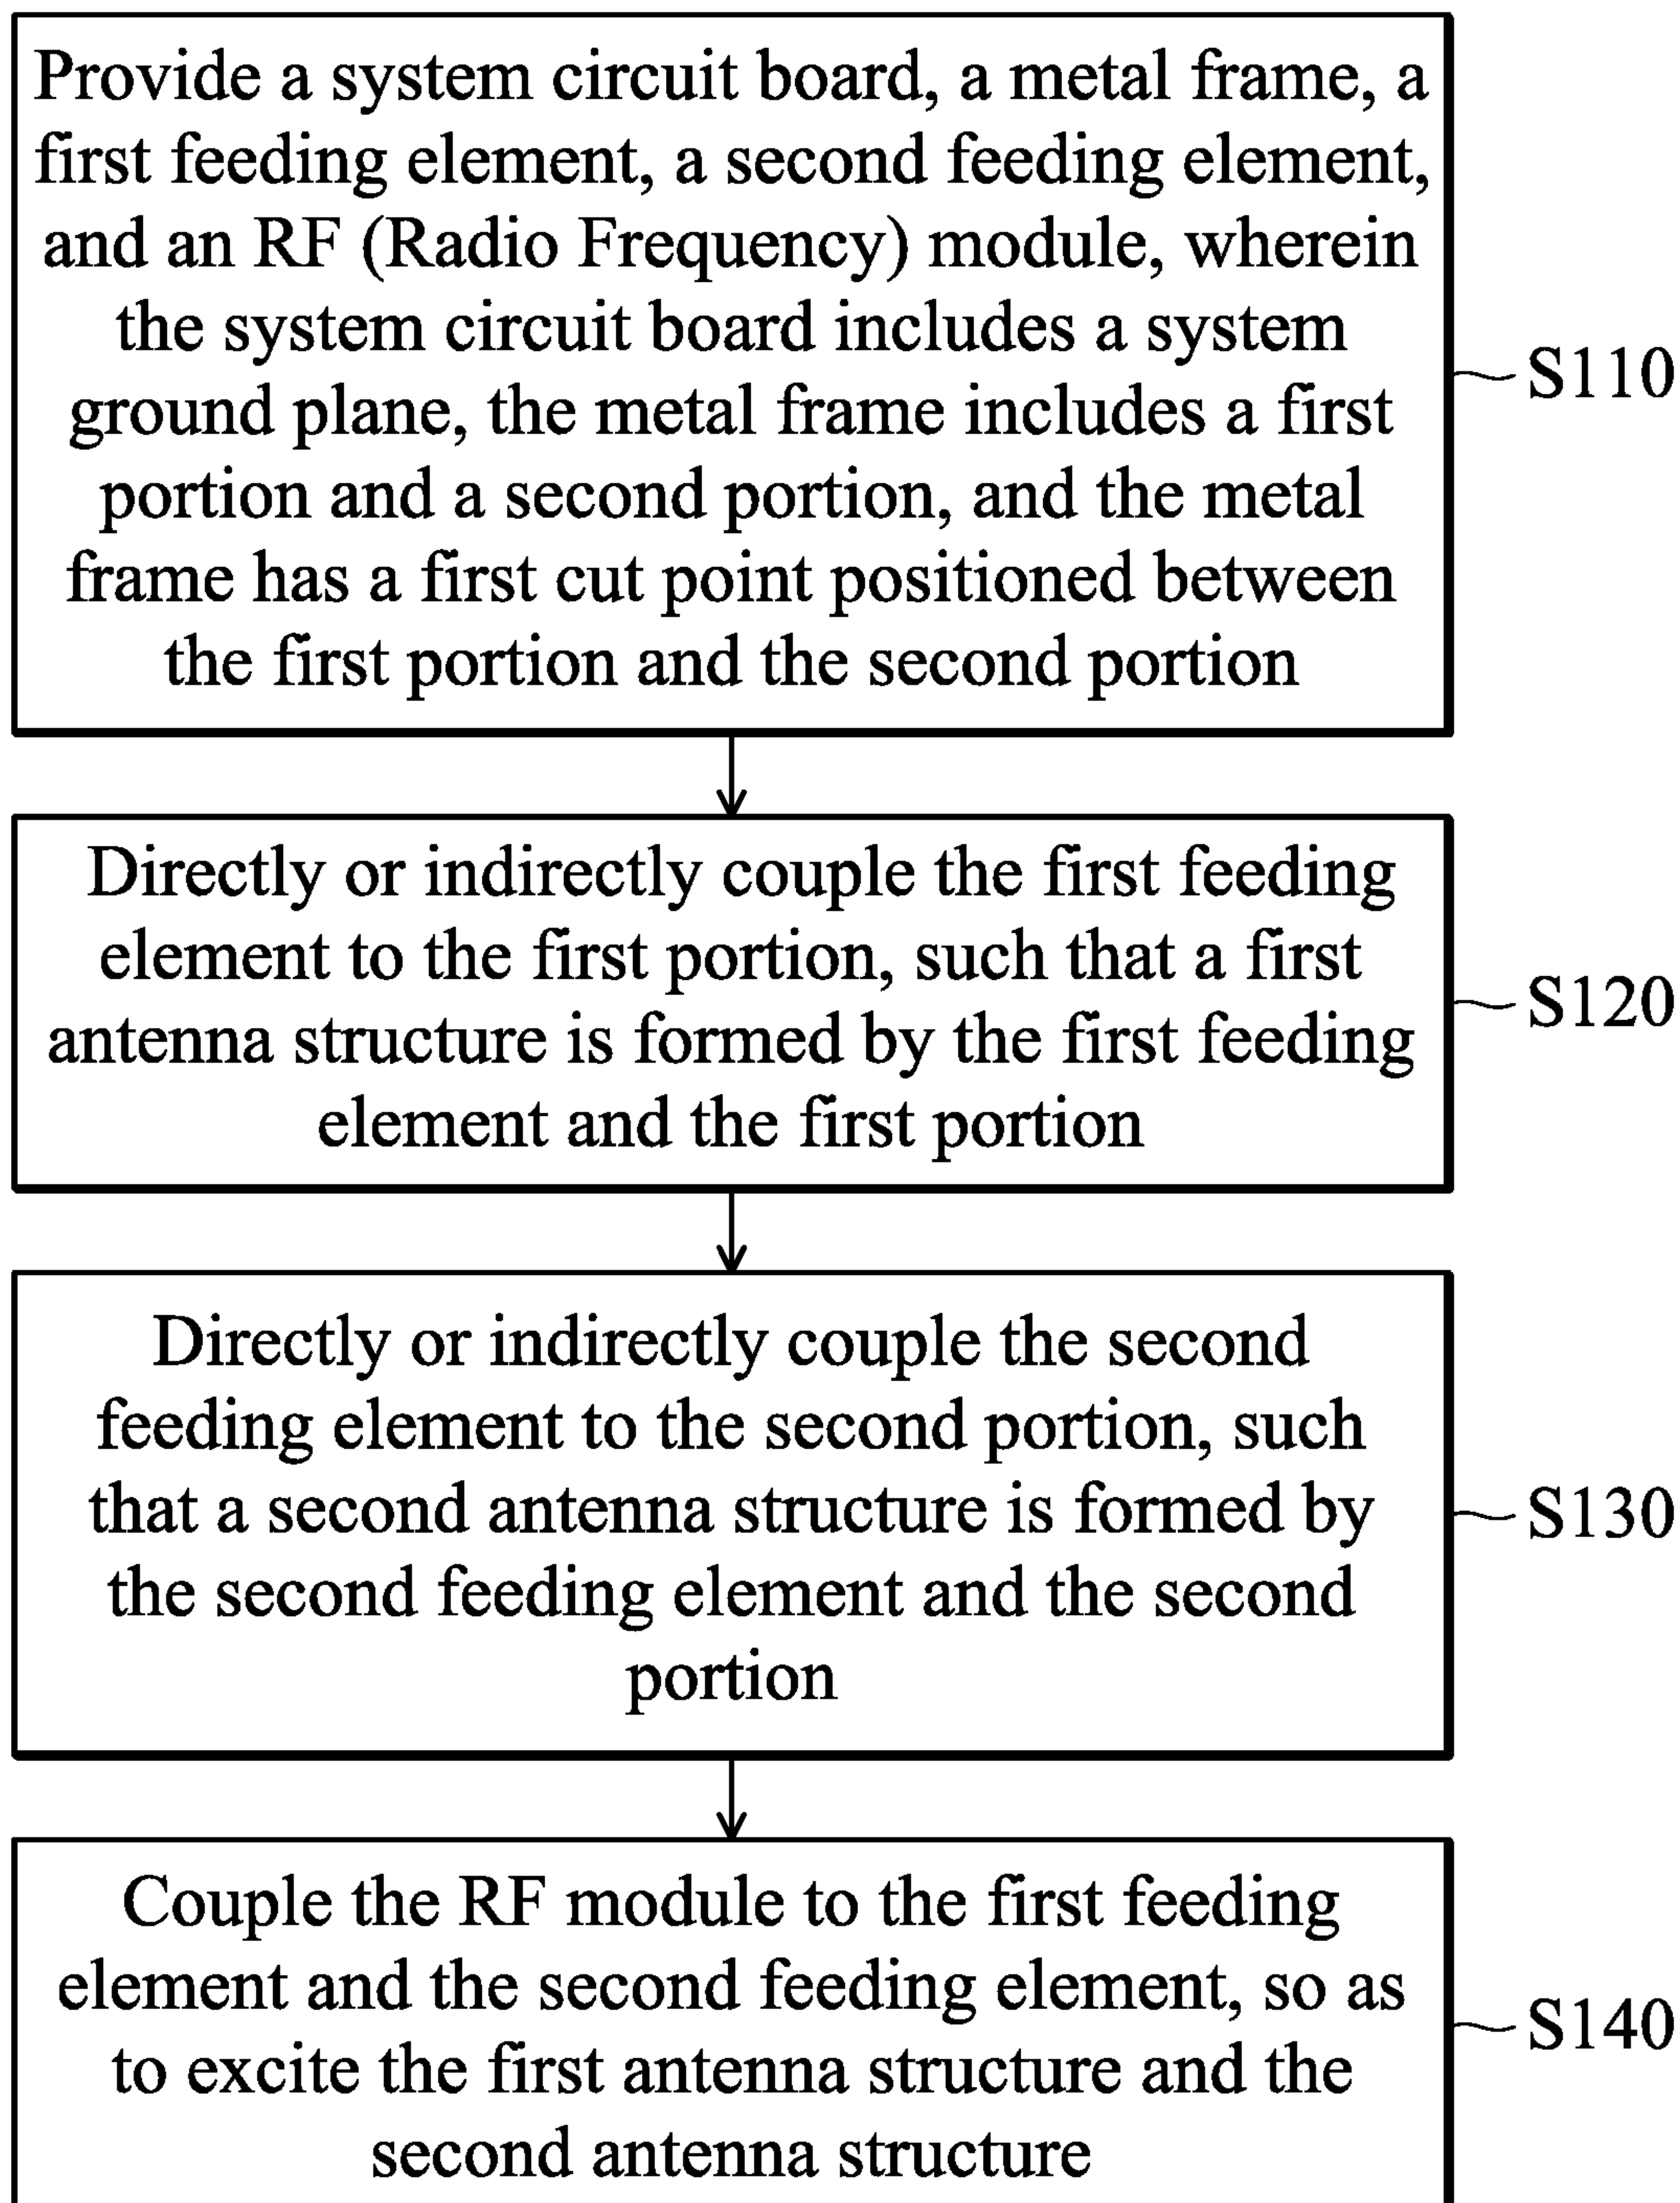 Provide a system circuit board, a metal frame, a
first feeding element, a second feeding element,
and an RF (Radio Frequency) module, wherein
the system circuit board includes a system
ground plane, the metal frame includes a first
portion and a second portion, and the metal
frame has a first cut point positioned between
the first portion and the second portion
S110
Directly or indirectly couple the first feeding
element to the first portion, such that a first
antenna structure is formed by the first feeding
element and the first portion
S120
Directly or indirectly couple the second
feeding element to the second portion, such
that a second antenna structure is formed by
the second feeding element and the second
portion
S130
Couple the RF module to the first feeding
element and the second feeding element, so as
to excite the first antenna structure and the
second antenna structure
S140